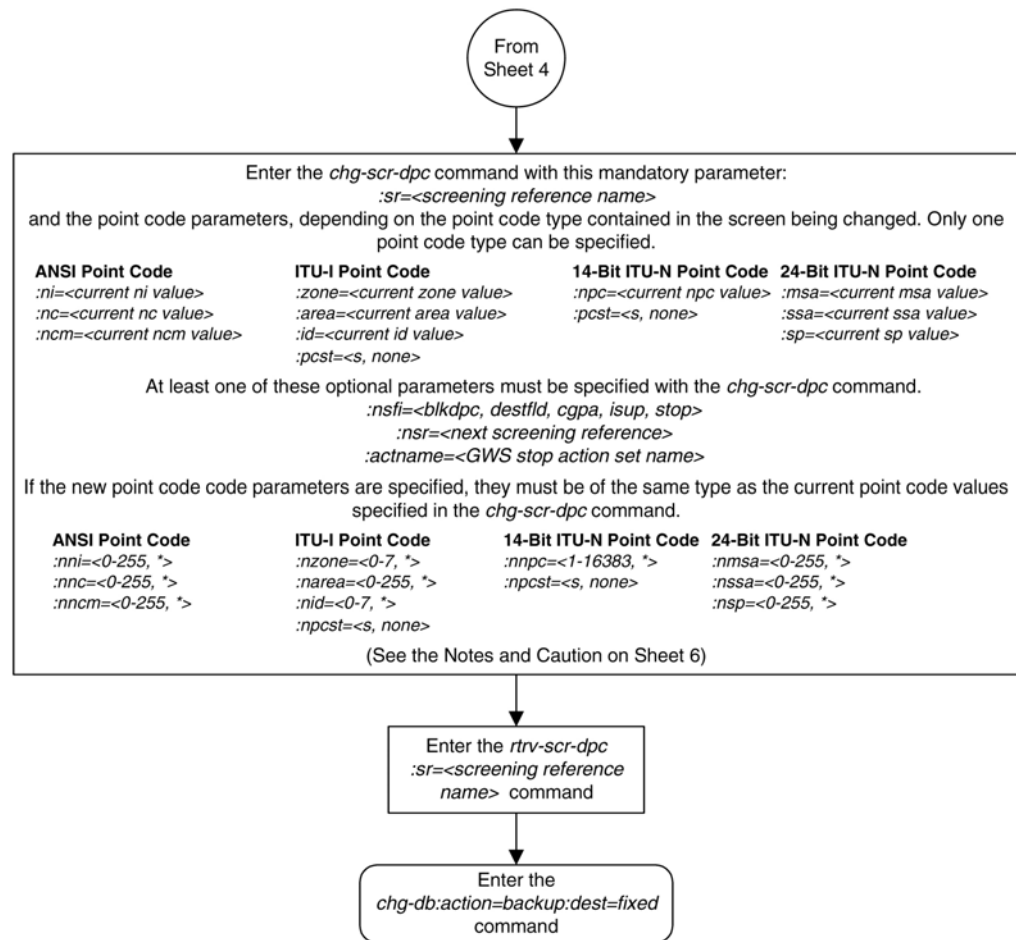 From
Sheet 4
Enter the chg-scr-dpc command with this mandatory parameter:
:sr=<screening reference name>
and the point code parameters, depending on the point code type contained in the screen being changed. Only one
point code type can be specified.
ANSI Point Code
:ni=<current ni value>
:nc=<current nc value>
:ncm=<current ncm value>
ITU-I Point Code
:zone=<current zone value>
:area=<current area value>
:id=<current id value>
:pcst=<s, none>
14-Bit ITU-N Point Code
:npc=<current npc value>
:pcst=<s, none>
24-Bit ITU-N Point Code
:msa=<current msa value>
:ssa=<current ssa value>
:sp=<current sp value>
At least one of these optional parameters must be specified with the chg-scr-dpc command.
:nsfi=<blkdpc, destfld, cgpa, isup, stop>
:nsr=<next screening reference>
:actname=<GWS stop action set name>
If the new point code code parameters are specified, they must be of the same type as the current point code values
specified in the chg-scr-dpc command.
ANSI Point Code
:nni=<0-255, *>
:nnc=<0-255, *>
:nncm=<0-255, *>
ITU-I Point Code
:nzone=<0-7, *>
:narea=<0-255, *>
:nid=<0-7, *>
:npcst=<s, none>
14-Bit ITU-N Point Code
:nnpc=<1-16383, *>
:npcst=<s, none>
24-Bit ITU-N Point Code
:nmsa=<0-255, *>
:nssa=<0-255, *>
:nsp=<0-255, *>
(See the Notes and Caution on Sheet 6)
Enter the rtrv-scr-dpc
:sr=<screening reference
name> command
Enter the
chg-db:action=backup:dest=fixed
command